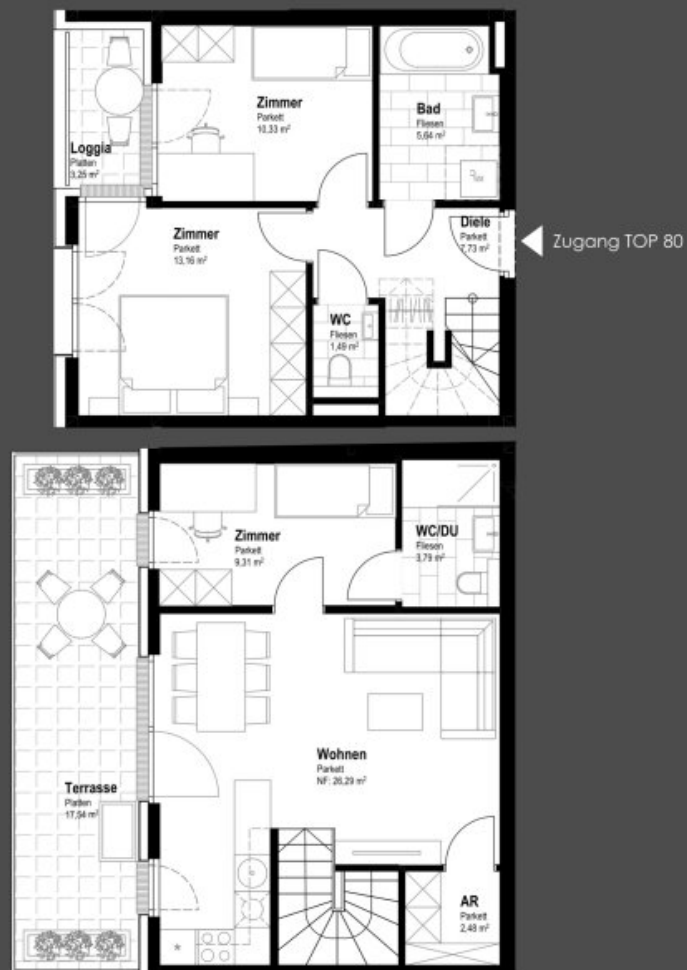 Zimmer
Parkett
10,33 m²
Bad
Fliesen
5,64 m²
Loggia
Platten
3,25 m²
Zimmer
Parkett
13,16 m²
Diele
Parkett
7,73 m²
Zugang TOP 80
WC
Fliesen
1,49 m²
Zimmer
Parkett
9,31 m²
WC/DU
Fliesen
3,79 m²
Wohnen
Parkett
NF: 26,29 m²
Terrasse
Platten
17,54 m²
AR
Parkett
2,48 m²